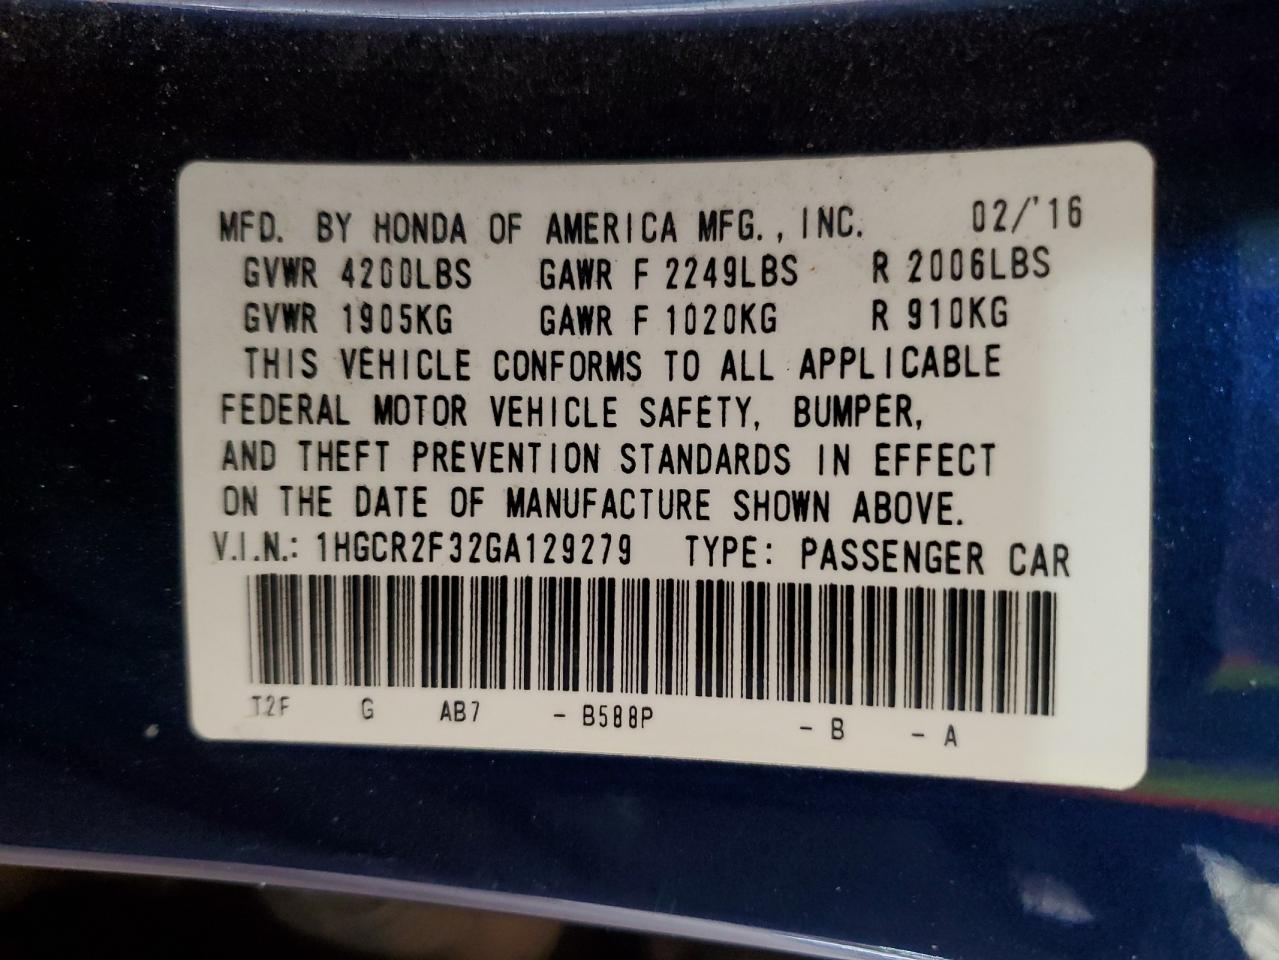 MFD. BY HONDA OF AMERICA MFG., INC. 02/'16
GVWR 4200LBS GAWR F 2249LBS R 2006LBS
GVWR 1905KG GAWR F 1020KG R 910KG
THIS VEHICLE CONFORMS TO ALL APPLICABLE
FEDERAL MOTOR VEHICLE SAFETY, BUMPER,
AND THEFT PREVENTION STANDARDS IN EFFECT
ON THE DATE OF MANUFACTURE SHOWN ABOVE.
V.I.N.: 1HGCR2F32GA129279 TYPE: PASSENGER CAR
T2F G AB7 - B588P - B - A